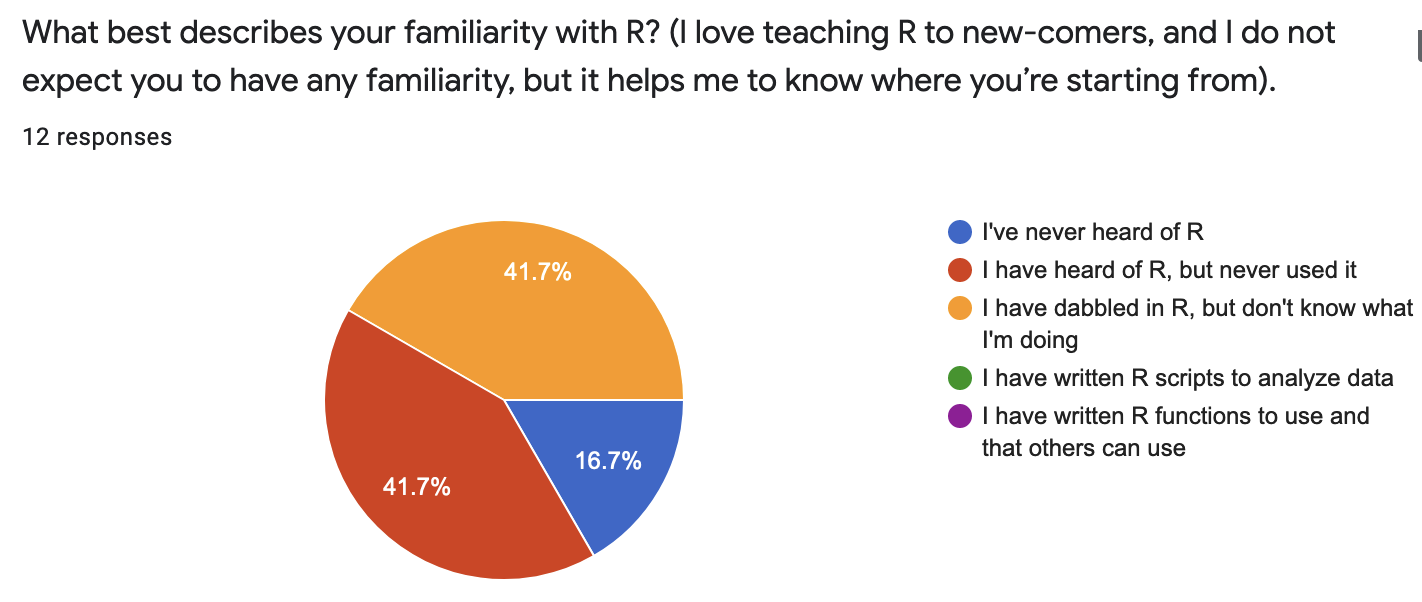 What best describes your familiarity with R? (I love teaching R to new-comers, and I do not
expect you to have any familiarity, but it helps me to know where you’re starting from).
12 responses
41.7%
16.7%
41.7%
I've never heard of R
I have heard of R, but never used it
I have dabbled in R, but don't know what
I'm doing
I have written R scripts to analyze data
I have written R functions to use and
that others can use